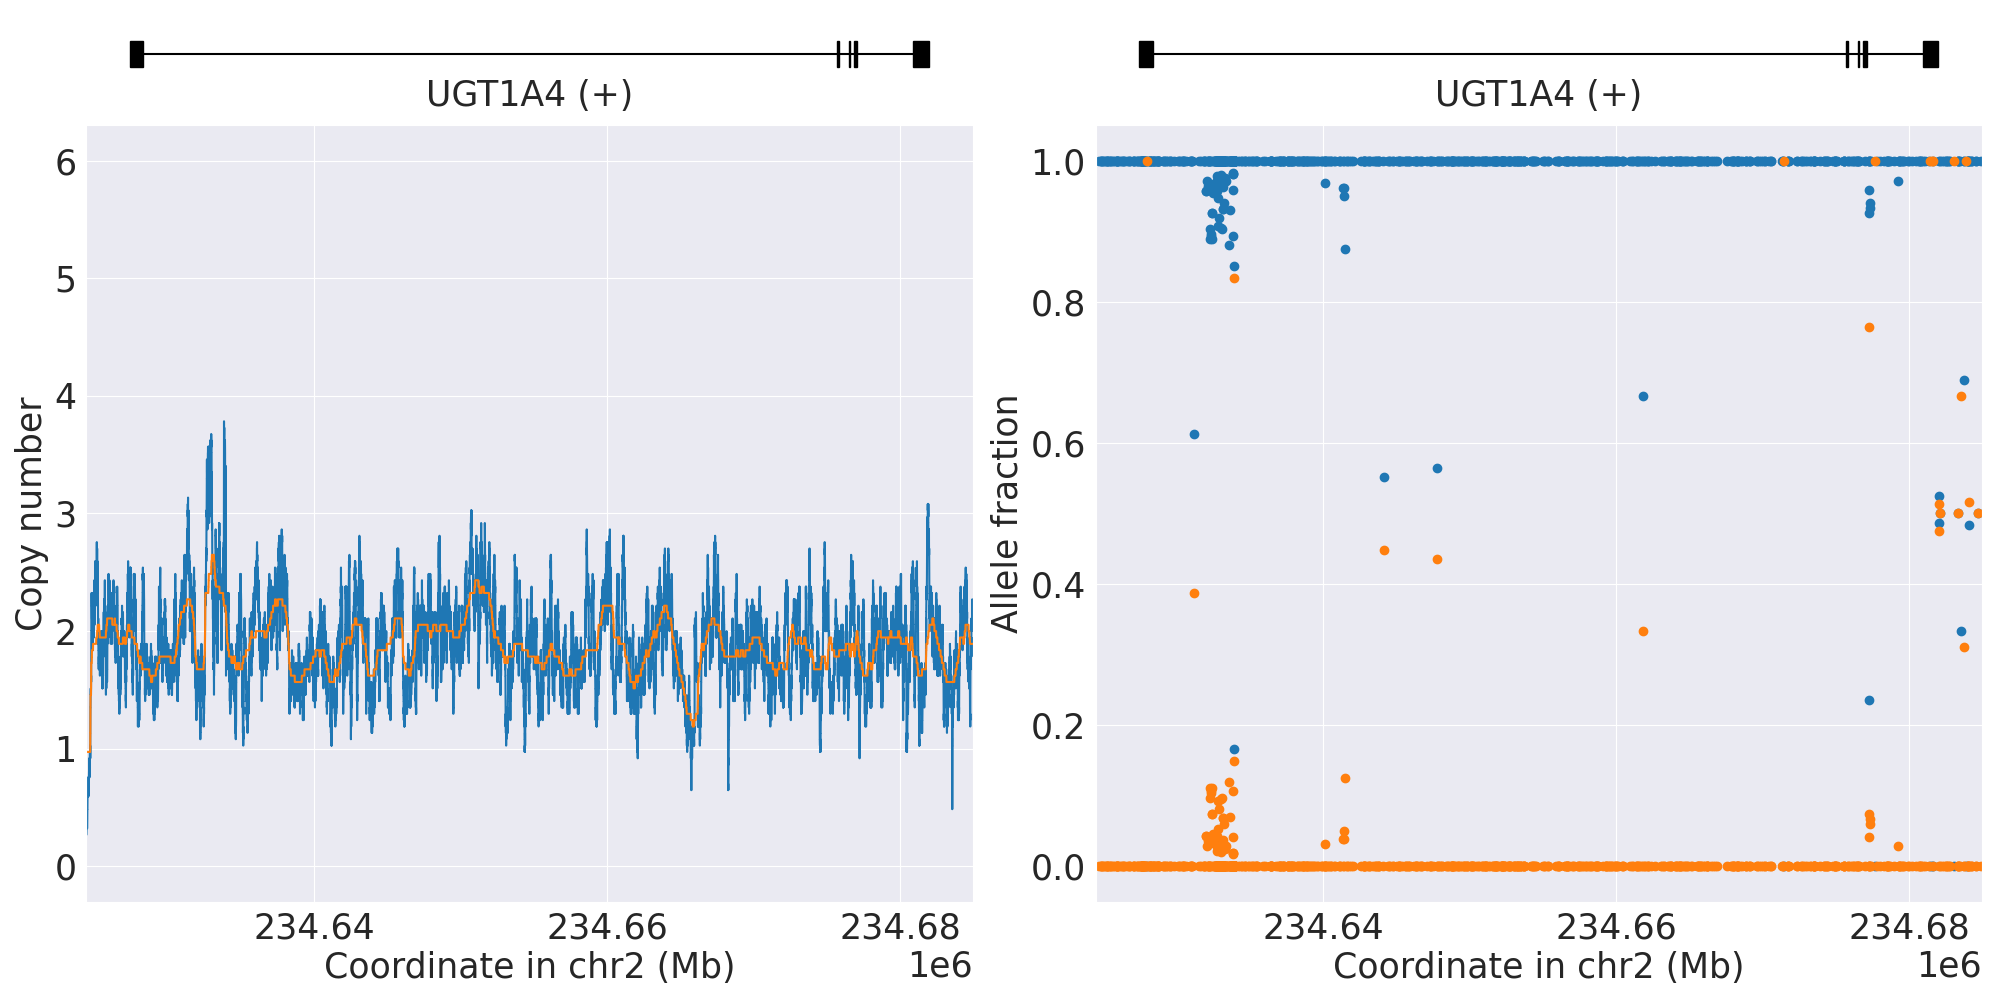 UGT1A4 (+)
6
5
4
3
2
1
0
Copy number
234.64 234.66 234.68
1e6
Coordinate in chr2 (Mb)
UGT1A4 (+)
1.0
0.8
0.6
0.4
0.2
0.0
Allele fraction
234.64 234.66 234.68
1e6
Coordinate in chr2 (Mb)